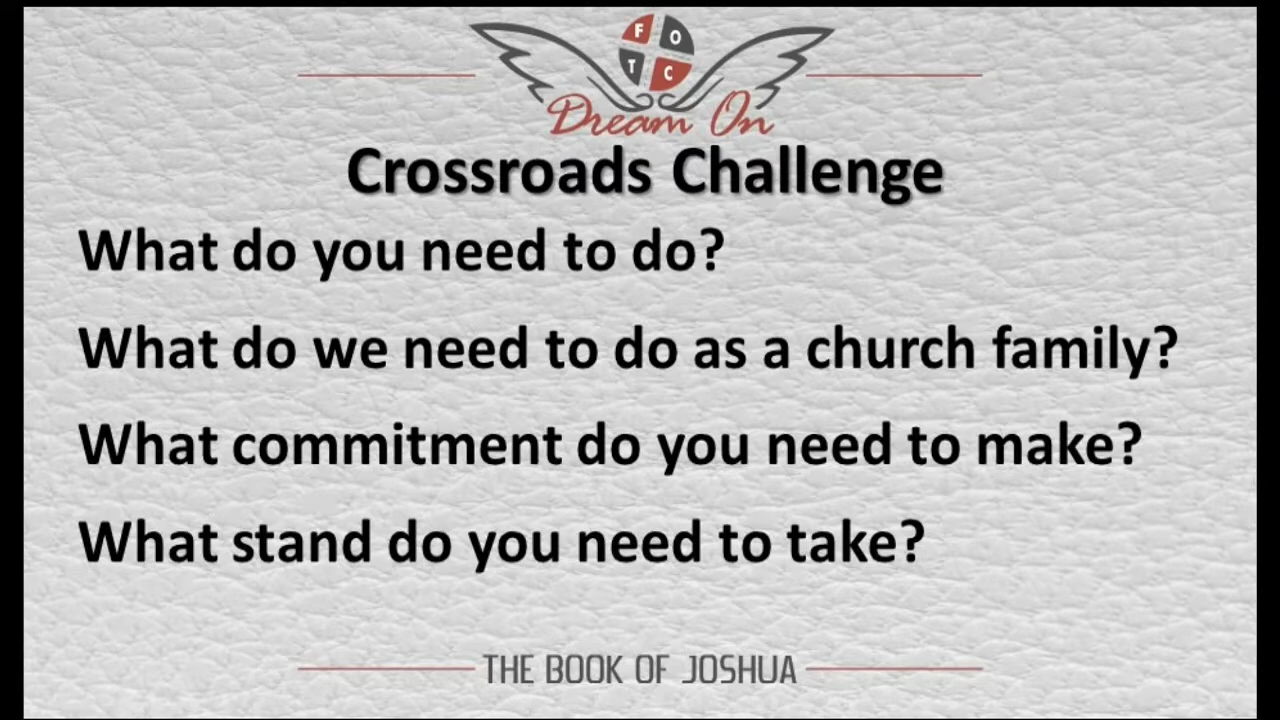 F O
T C
Dream On
Crossroads Challenge
What do you need to do?
What do we need to do as a church family?
What commitment do you need to make?
What stand do you need to take?
THE BOOK OF JOSHUA